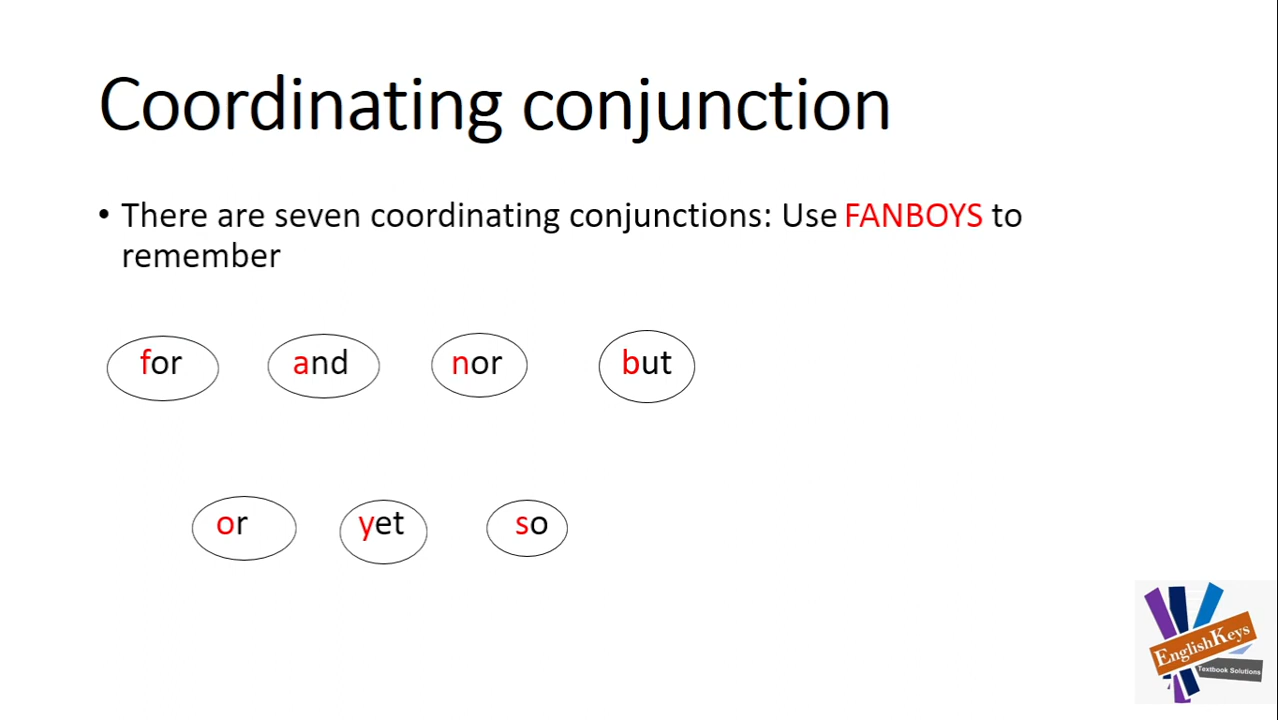 Coordinating conjunction
• There are seven coordinating conjunctions: Use FANBOYS to
remember
for and nor but
or yet so
EnglishKeys
Textbook Solutions